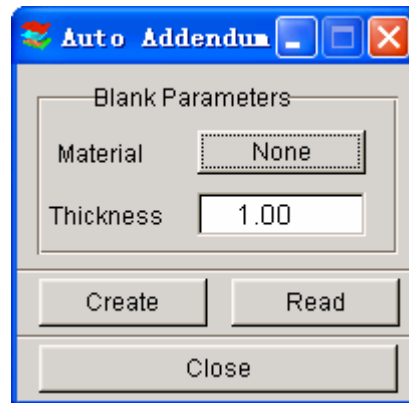 Auto Addendum
Blank Parameters
Material None
Thickness 1.00
Create Read
Close